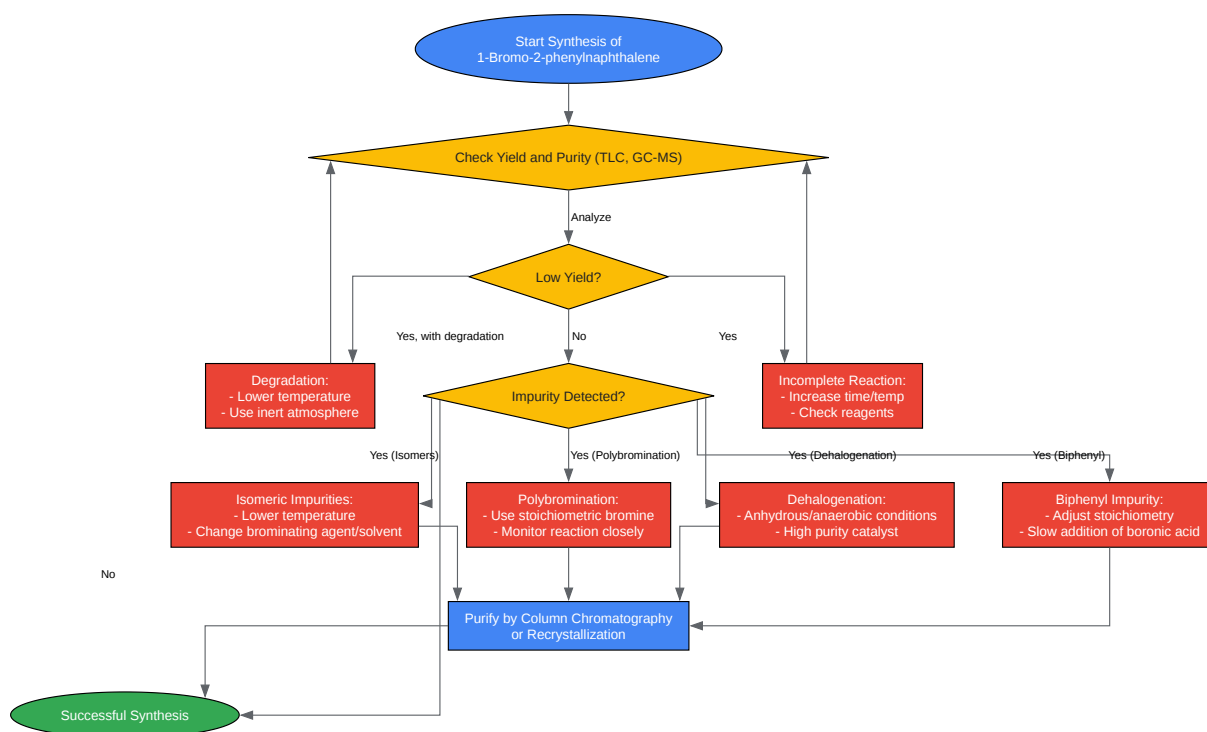 Start Synthesis of
1-Bromo-2-phenylnaphthalene
Check Yield and Purity (TLC, GC-MS)
Analyze
Low Yield?
Yes, with degradation
No
Yes
Degradation:
- Lower temperature
- Use inert atmosphere
Impurity Detected?
Incomplete Reaction:
- Increase time/temp
- Check reagents
Yes (Isomers)
Yes (Polybromination)
Yes (Dehalogenation)
Yes (Biphenyl)
Isomeric Impurities:
- Lower temperature
- Change brominating agent/solvent
Polybromination:
- Use stoichiometric bromine
- Monitor reaction closely
Dehalogenation:
- Anhydrous/anaerobic conditions
- High purity catalyst
Biphenyl Impurity:
- Adjust stoichiometry
- Slow addition of boronic acid
No
Purify by Column Chromatography
or Recrystallization
Successful Synthesis